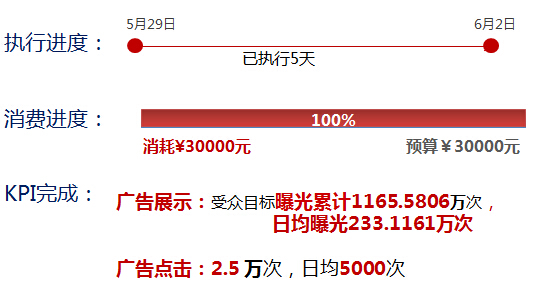 5月29日 6月2日
执行进度：
已执行5天
消费进度： 100%
消耗¥30000元 预算￥30000元
KPI完成：
广告展示：受众目标曝光累计1165.5806万次，
日均曝光233.1161万次
广告点击：2.5 万次，日均5000次